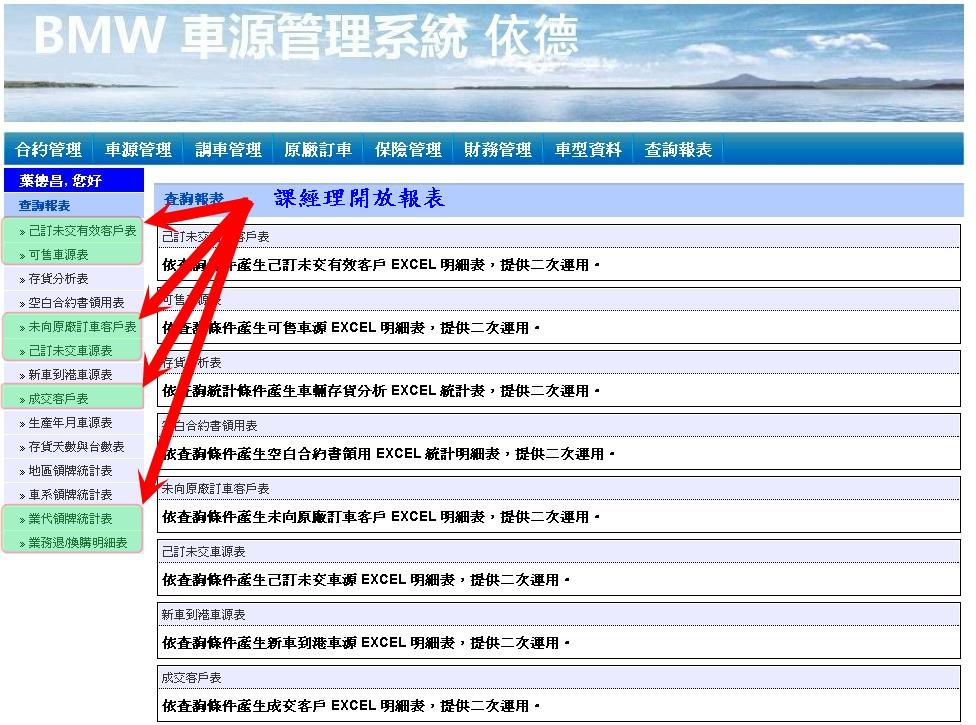 BMW 車源管理系統 依德
合約管理 車源管理 調車管理 原廠訂車 保險管理 財務管理 車型資料 查詢報表
葉德昌, 您好
查詢報表
» 己訂未交有效客戶表
» 可售車源表
» 存貨分析表
» 空白合約書領用表
» 未向原廠訂車客戶表
» 己訂未交車源表
» 新車到港車源表
» 成交客戶表
» 生產年月車源表
» 存貨天數與台數表
» 地區領牌統計表
» 車系領牌統計表
» 業代領牌統計表
» 業務退/換購明細表
查詢報表 課經理開放報表
己訂未交有效客戶表
依查詢條件產生己訂未交有效客戶 EXCEL 明細表，提供二次運用。
可售車源表
依查詢條件產生可售車源 EXCEL 明細表，提供二次運用。
存貨分析表
依查詢統計條件產生車輛存貨分析 EXCEL 統計表，提供二次運用。
空白合約書領用表
依查詢條件產生空白合約書領用 EXCEL 統計明細表，提供二次運用。
未向原廠訂車客戶表
依查詢條件產生未向原廠訂車客戶 EXCEL 明細表，提供二次運用。
己訂未交車源表
依查詢條件產生己訂未交車源 EXCEL 明細表，提供二次運用。
新車到港車源表
依查詢條件產生新車到港車源 EXCEL 明細表，提供二次運用。
成交客戶表
依查詢條件產生成交客戶 EXCEL 明細表，提供二次運用。